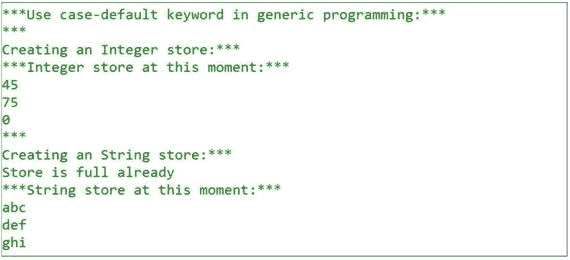 ***Use case-default keyword in generic programming:***
***
Creating an Integer store:***
***Integer store at this moment:***
45
75
0
***
Creating an String store:***
Store is full already
***String store at this moment:***
abc
def
ghi